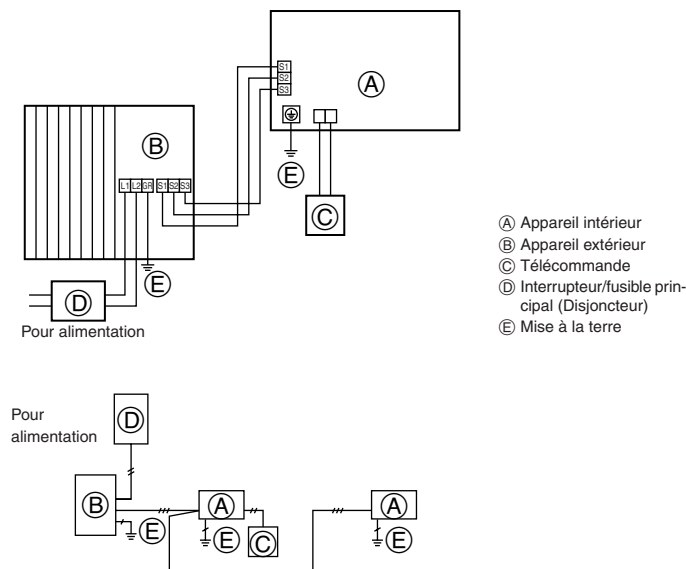 S1
S2
S3
A
B
L1 L2 GR S1 S2 S3
E
C
E
D
Pour alimentation
A Appareil intérieur
B Appareil extérieur
C Télécommande
D Interrupteur/fusible prin-
cipal (Disjoncteur)
E Mise à la terre
Pour
alimentation
D
B
E
A
E
C
A
E